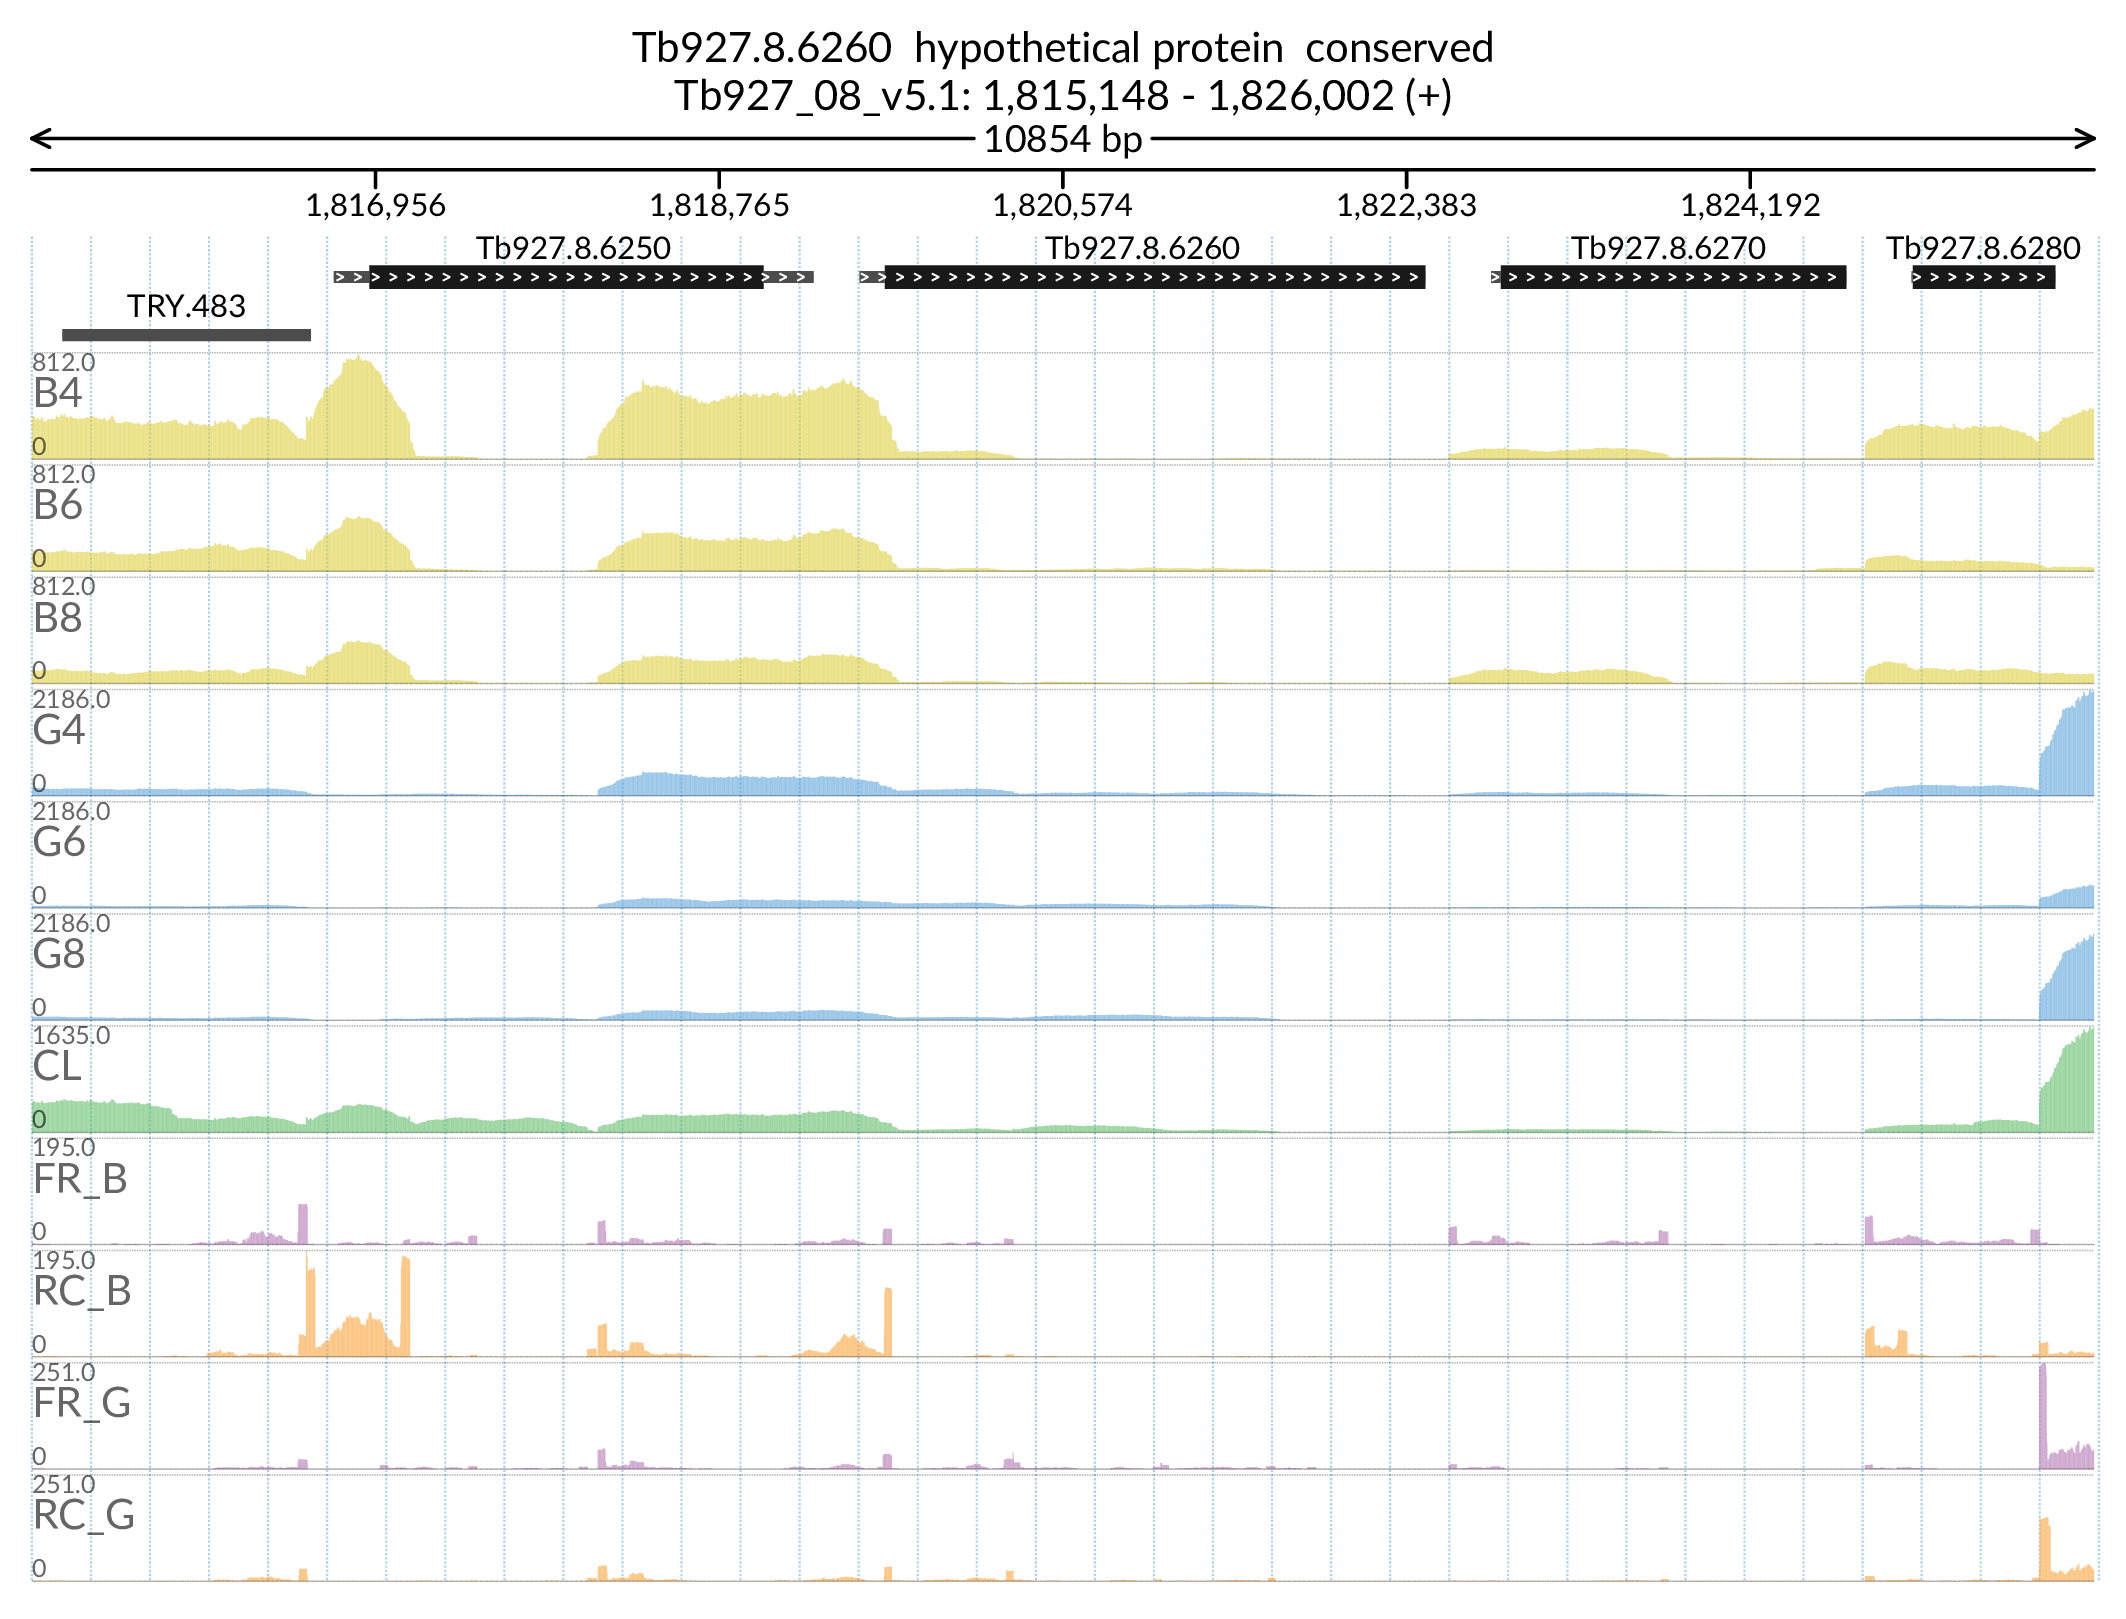 Tb927.8.6260 hypothetical protein conserved
Tb927_08_v5.1: 1,815,148 - 1,826,002 (+)
10854 bp
1,816,956 1,818,765 1,820,574 1,822,383 1,824,192
Tb927.8.6250 Tb927.8.6260 Tb927.8.6270 Tb927.8.6280
TRY.483
812.0
B4
0
812.0
B6
0
812.0
B8
0
2186.0
G4
0
2186.0
G6
0
2186.0
G8
0
1635.0
CL
0
195.0
FR_B
0
195.0
RC_B
0
251.0
FR_G
0
251.0
RC_G
0